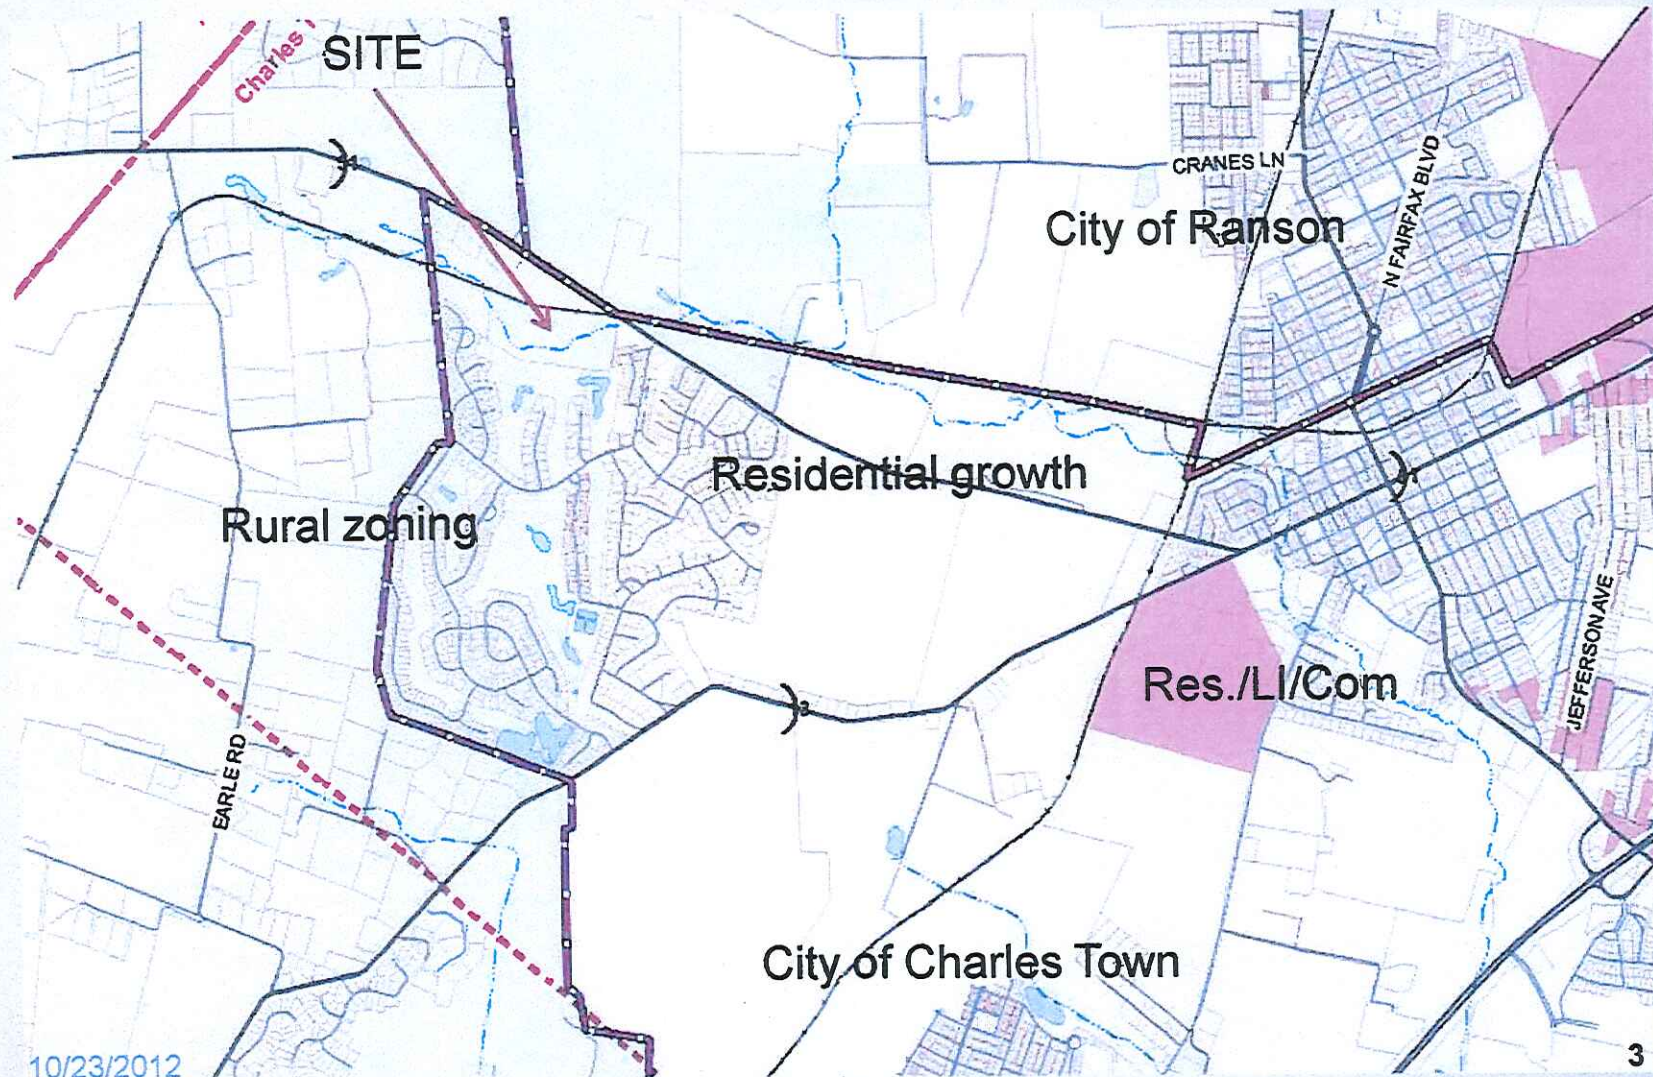 Charles
SITE
CRANES LN
City of Ranson
N FAIRFAX BLVD
Residential growth
Rural zoning
Res./LI/Com
JEFFERSON AVE
EARLE RD
City of Charles Town
10/23/2012
3